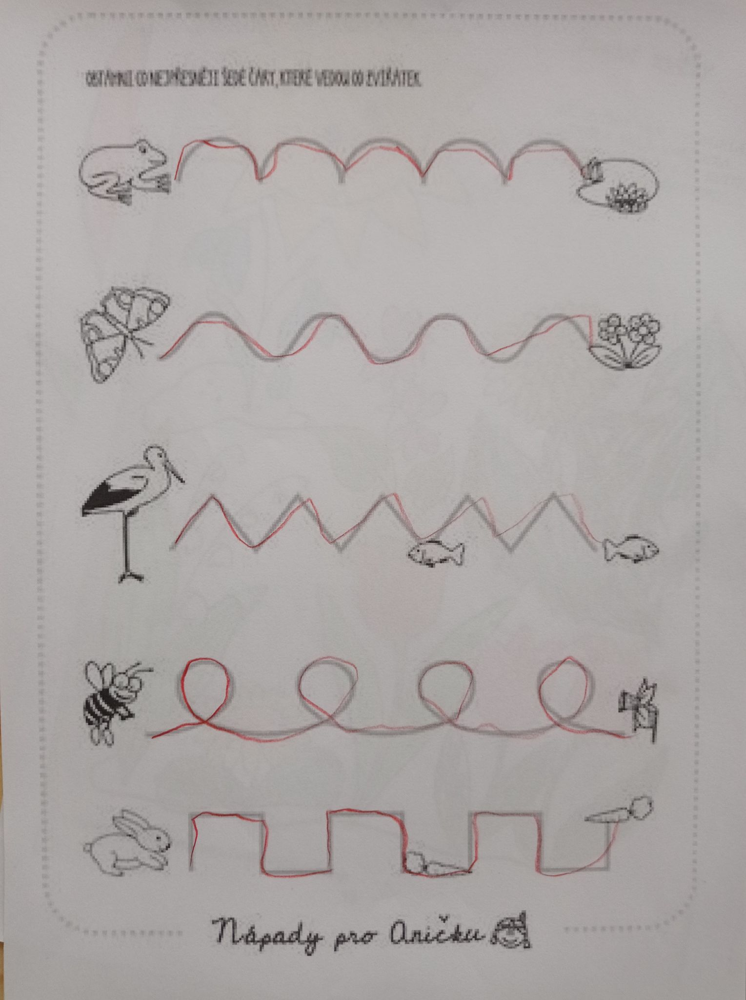 OBTÁHNI CO NEJPŘESNĚJI ŠEDÉ ČÁRY, KTERÉ VEDOU OD ZVÍŘÁTEK.
Nápady pro Aničku